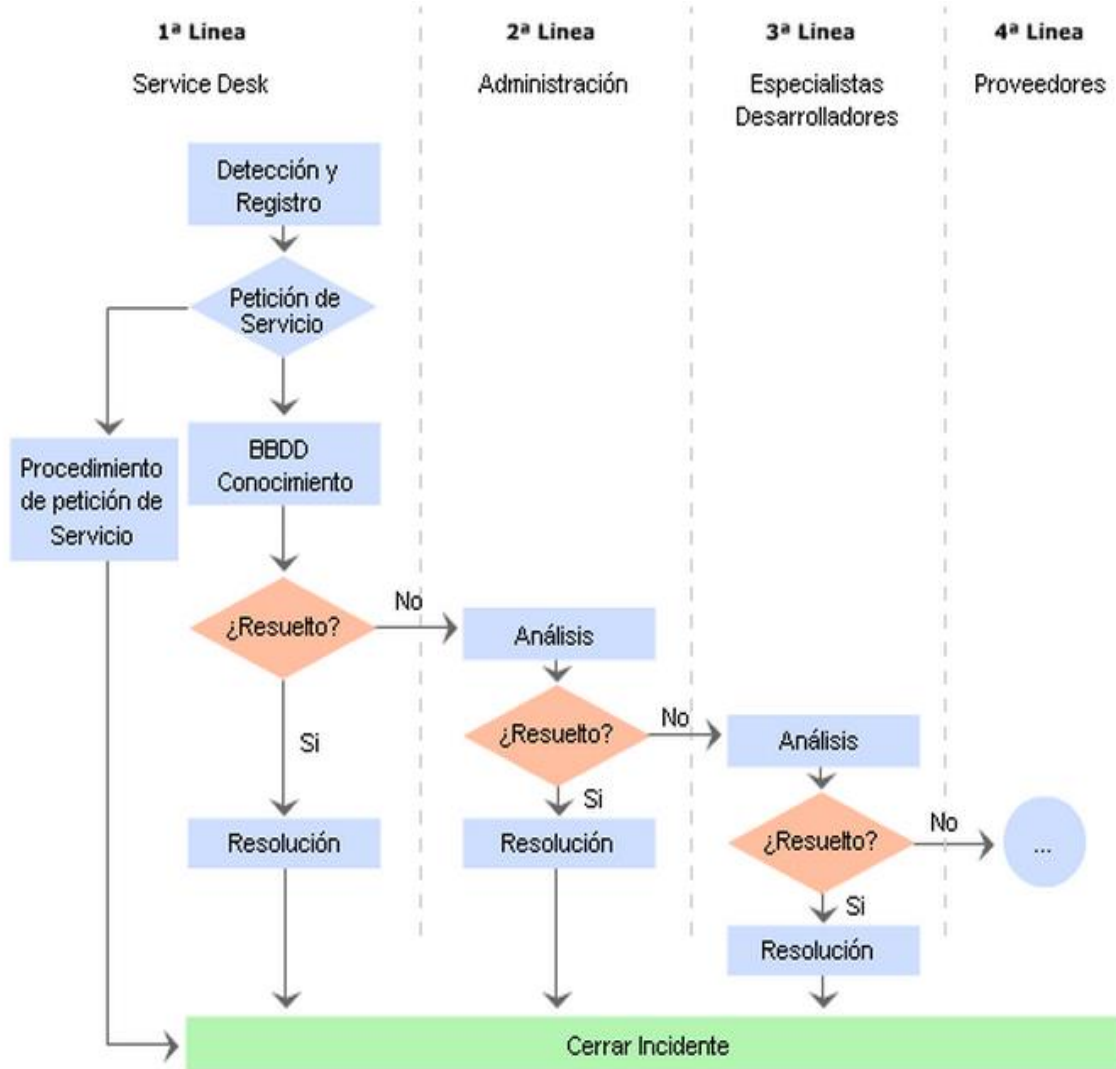 1ª Linea
2ª Linea
3ª Linea
4ª Linea
Service Desk
Administración
Especialistas
Desarrolladores
Proveedores
Detección y
Registro
Petición de
Servicio
Procedimiento
de petición de
Servicio
BBDD
Conocimiento
¿Resuelto?
No
Análisis
¿Resuelto?
No
Análisis
Si
Si
Resolución
Resolución
¿Resuelto?
No
...
Si
Resolución
Cerrar Incidente